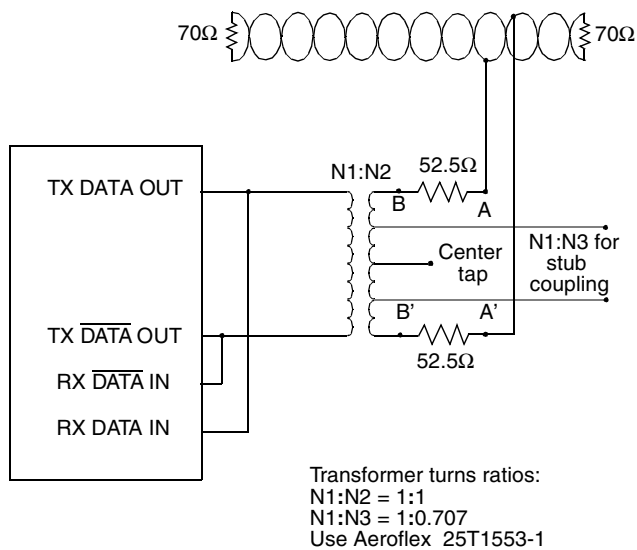 70Ω
70Ω
N1:N2
52.5Ω
TX DATA OUT
B
A
N1:N3 for
stub
coupling
Center
tap
B'
A'
TX DATA OUT
52.5Ω
RX DATA IN
RX DATA IN
Transformer turns ratios:
N1:N2 = 1:1
N1:N3 = 1:0.707
Use Aeroflex 25T1553-1